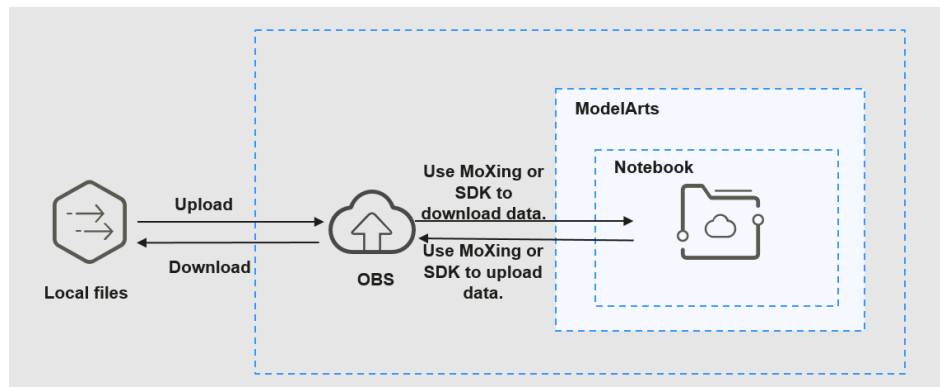 ModelArts
Notebook
Use MoXing or
SDK to
download data.
Upload
Download
Use MoXing or
SDK to upload
data.
OBS
Local files